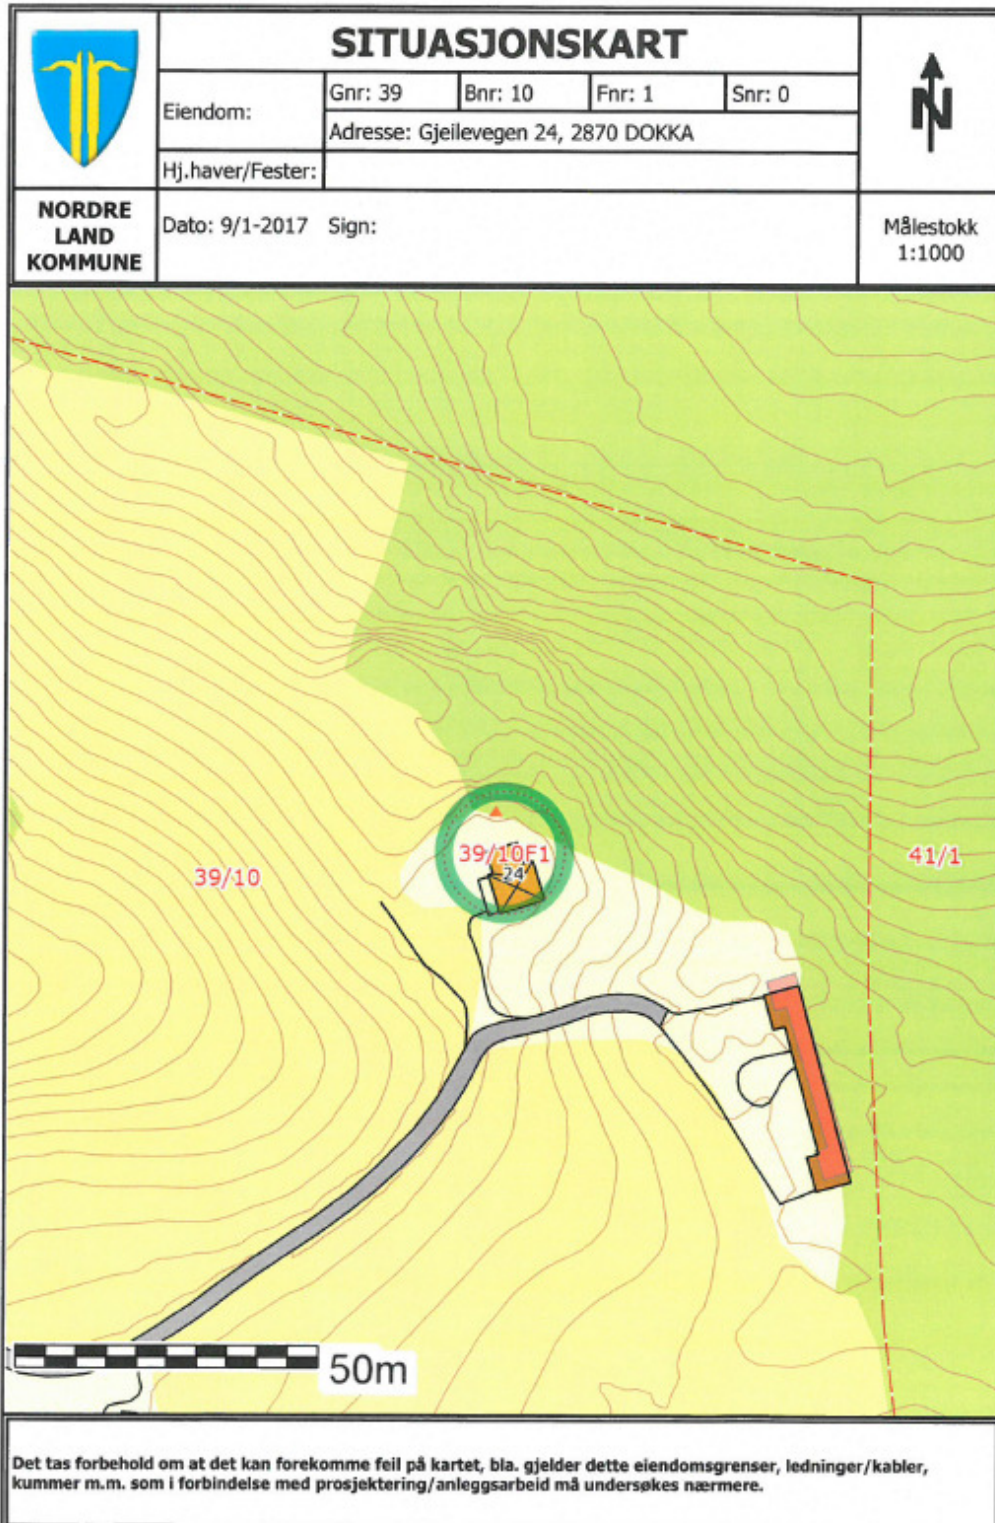 SITUASJONSKART
Eiendom:
Gnr: 39
Bnr: 10
Fnr: 1
Snr: 0
Adresse: Gjeilevegen 24, 2870 DOKKA
Hj.haver/Fester:
N
NORDRE
LAND
KOMMUNE
Dato: 9/1-2017 Sign:
Målestokk
1:1000
39/10F1
24
39/10
41/1
50m
Det tas forbehold om at det kan forekomme feil på kartet, bla. gjelder dette eiendomsgrenser, ledninger/kabler,
kummer m.m. som i forbindelse med prosjektering/anleggsarbeid må undersøkes nærmere.